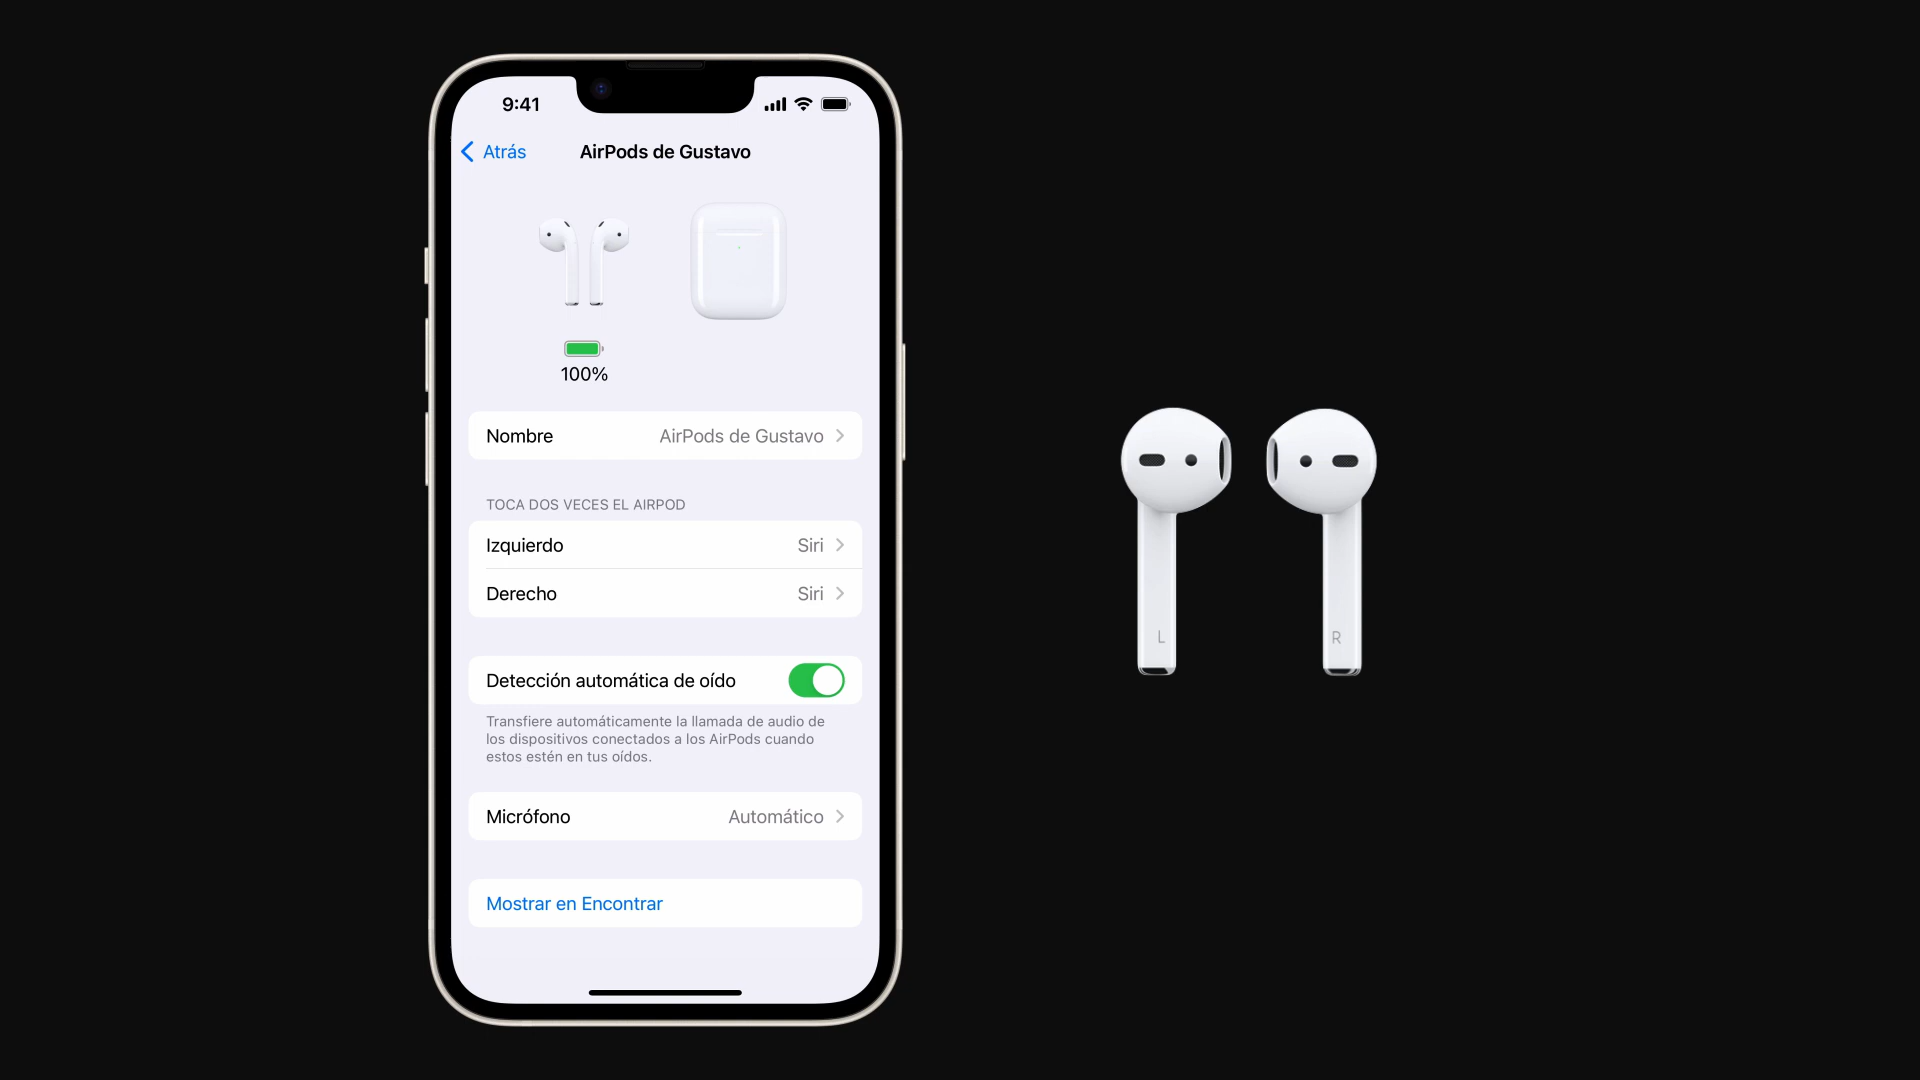 9:41
Atrás
AirPods de Gustavo
100%
Nombre AirPods de Gustavo
TOCA DOS VECES EL AIRPOD
Izquierdo Siri
Derecho Siri
Detección automática de oído
Transfiere automáticamente la llamada de audio de
los dispositivos conectados a los AirPods cuando
estos estén en tus oídos.
Micrófono Automático
Mostrar en Encontrar
L
R